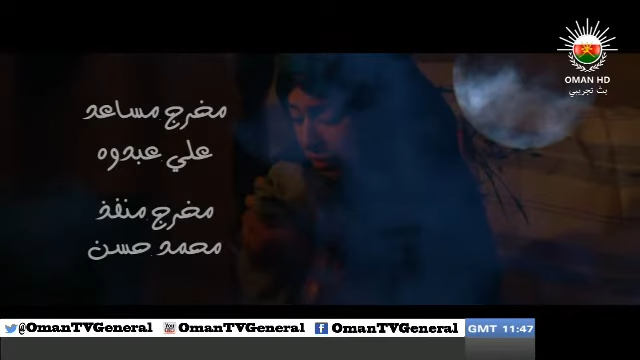 OMAN HD
بث تجريبي
مخرج مساعد
علي عبدوه
مخرج منفذ
محمد حسن
@OmanTVGeneral OmanTVGeneral OmanTVGeneral GMT 11:47